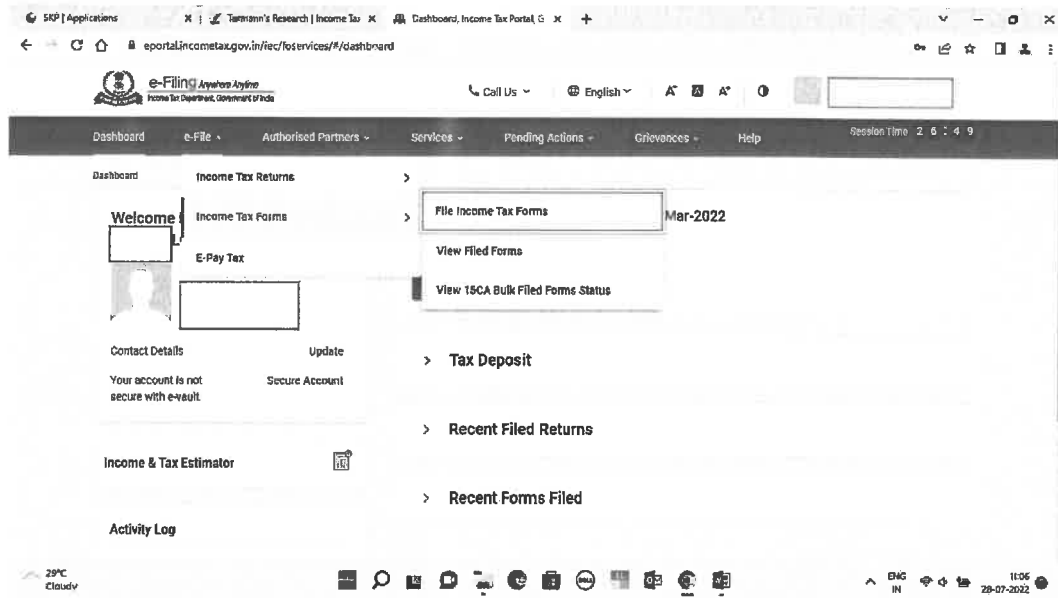 SKP | Applications
Taxmann's Research | Income Tax
Dashboard, Income Tax Portal, G
eportal.incometax.gov.in/iec/foservices/#/dashboard
e-Filing Anywhere Anytime
Income Tax Department, Government of India
Call Us
English
A- A A+
Dashboard e-File Authorised Partners Services Pending Actions Grievances Help Session Time 2 6 : 4 9
Dashboard
Income Tax Returns
Welcome
Income Tax Forms
File Income Tax Forms
Mar-2022
E-Pay Tax
View Filed Forms
View 15CA Bulk Filed Forms Status
Contact Details Update
Your account is not Secure Account
secure with e-vault.
Tax Deposit
Recent Filed Returns
Income & Tax Estimator
Recent Forms Filed
Activity Log
29°C
Cloudy
ENG
IN
11:06
28-07-2022